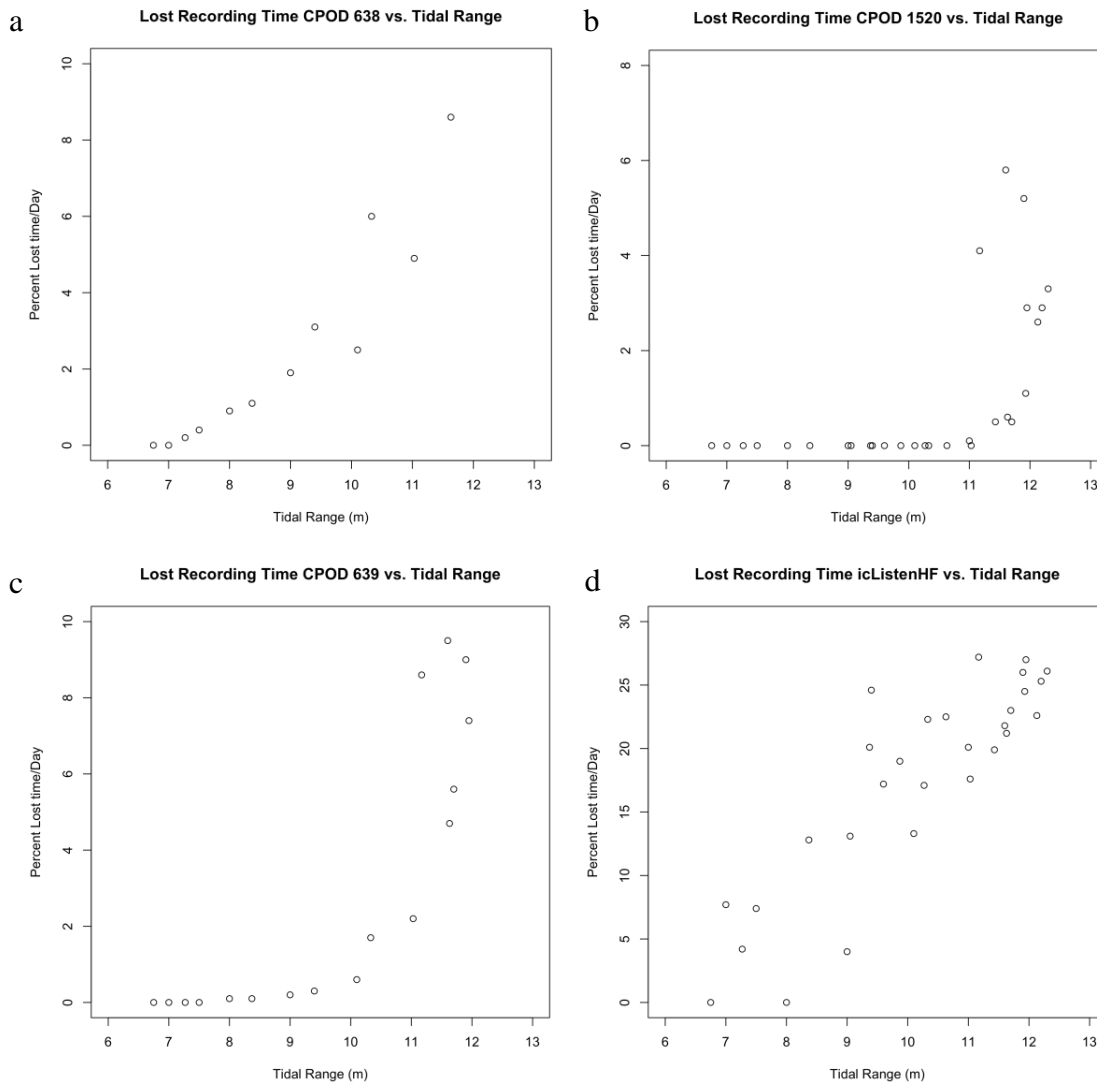 a
Lost Recording Time CPOD 638 vs. Tidal Range
Percent Lost time/Day
10
8
6
4
2
0
6 7 8 9 10 11 12 13
Tidal Range (m)
b
Lost Recording Time CPOD 1520 vs. Tidal Range
Percent Lost time/Day
8
6
4
2
0
6 7 8 9 10 11 12 13
Tidal Range (m)
c
Lost Recording Time CPOD 639 vs. Tidal Range
Percent Lost time/Day
10
8
6
4
2
0
6 7 8 9 10 11 12 13
Tidal Range (m)
d
Lost Recording Time icListenHF vs. Tidal Range
Percent Lost time/Day
30
25
20
15
10
5
0
6 7 8 9 10 11 12 13
Tidal Range (m)